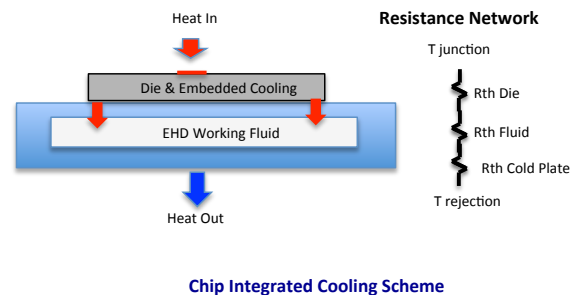 Heat In
Resistance Network
T junction
Die & Embedded Cooling
Rth Die
EHD Working Fluid
Rth Fluid
Rth Cold Plate
T rejection
Heat Out
Chip Integrated Cooling Scheme